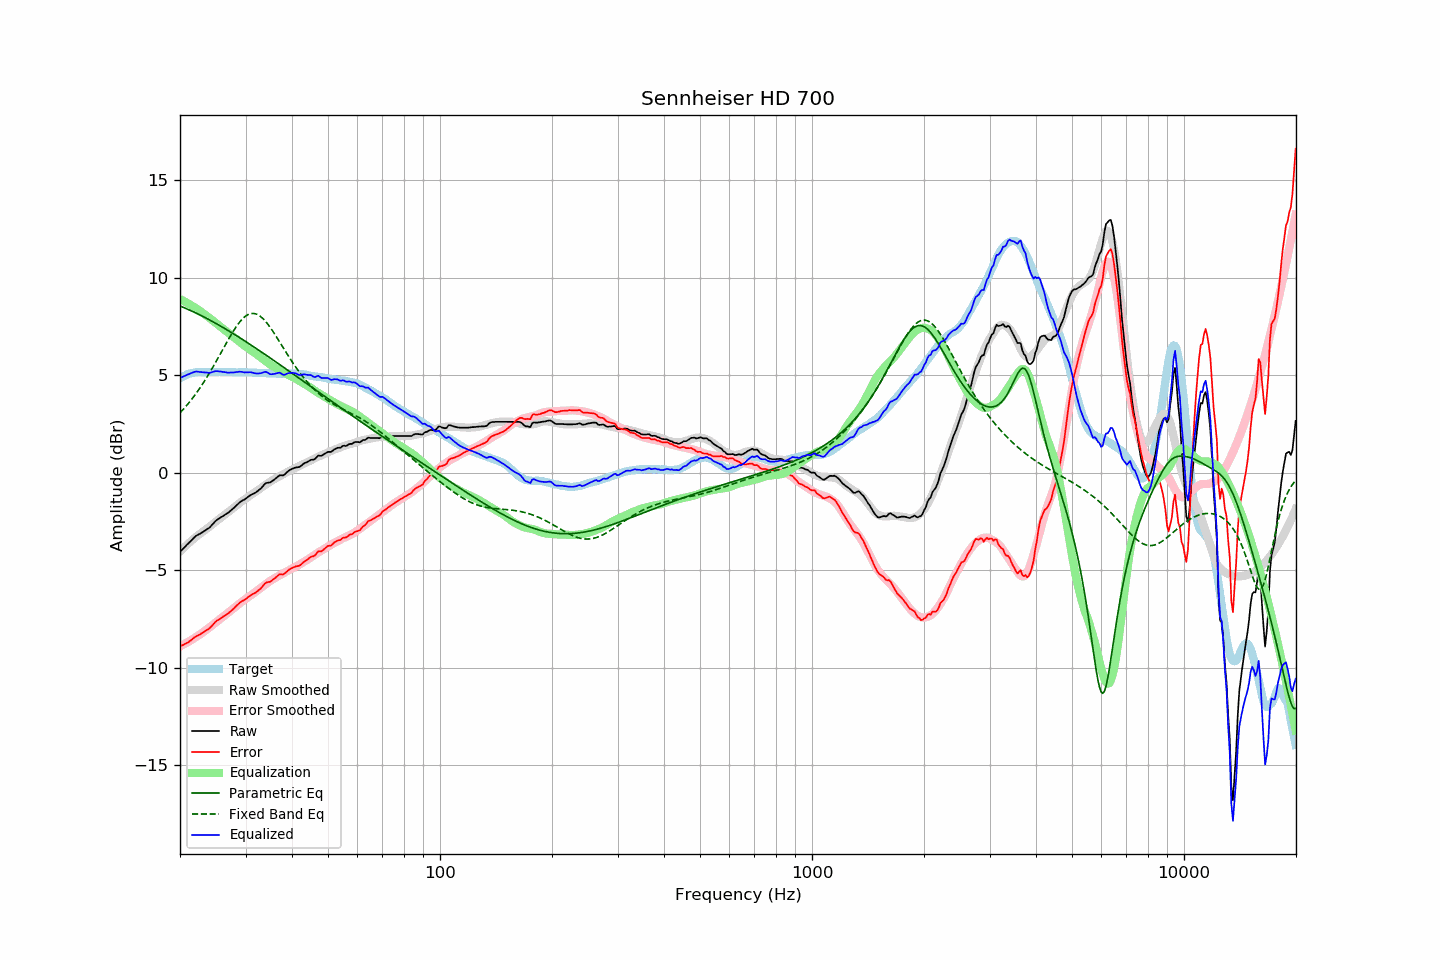 Sennheiser HD 700
Amplitude (dBr)
15
10
5
0
−5
−10
−15
Target
Raw Smoothed
Error Smoothed
Raw
Error
Equalization
Parametric Eq
Fixed Band Eq
Equalized
100
1000
10000
Frequency (Hz)